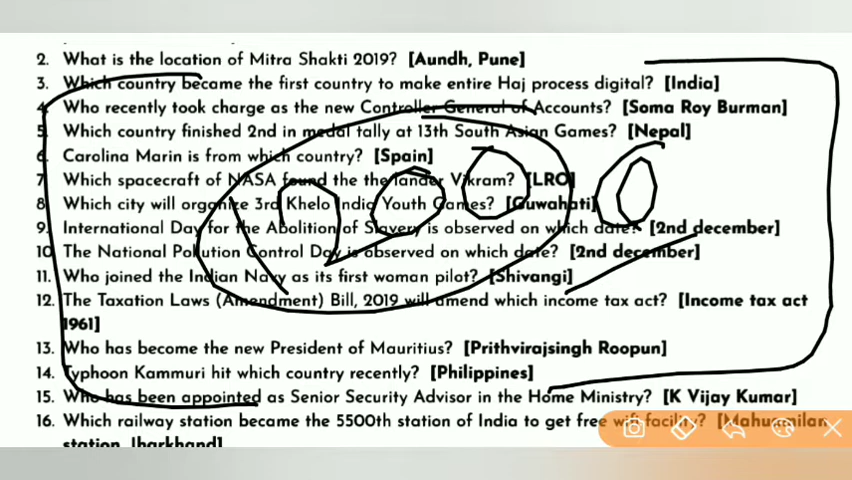 2. What is the location of Mitra Shakti 2019? [Aundh, Pune]
3. Which country became the first country to make entire Haj process digital? [India]
4. Who recently took charge as the new Controller General of Accounts? [Soma Roy Burman]
5. Which country finished 2nd in medal tally at 13th South Asian Games? [Nepal]
6. Carolina Marin is from which country? [Spain]
7. Which spacecraft of NASA found the the lander Vikram? [LRO]
8. Which city will organize 3rd Khelo India Youth Games? [Guwahati]
9. International Day for the Abolition of Slavery is observed on which date? [2nd december]
10. The National Pollution Control Day is observed on which date? [2nd december]
11. Who joined the Indian Navy as its first woman pilot? [Shivangi]
12. The Taxation Laws (Amendment) Bill, 2019 will amend which income tax act? [Income tax act
1961]
13. Who has become the new President of Mauritius? [Prithvirajsingh Roopun]
14. Typhoon Kammuri hit which country recently? [Philippines]
15. Who has been appointed as Senior Security Advisor in the Home Ministry? [K Vijay Kumar]
16. Which railway station became the 5500th station of India to get free wifi facility?
station, Jharkhand]